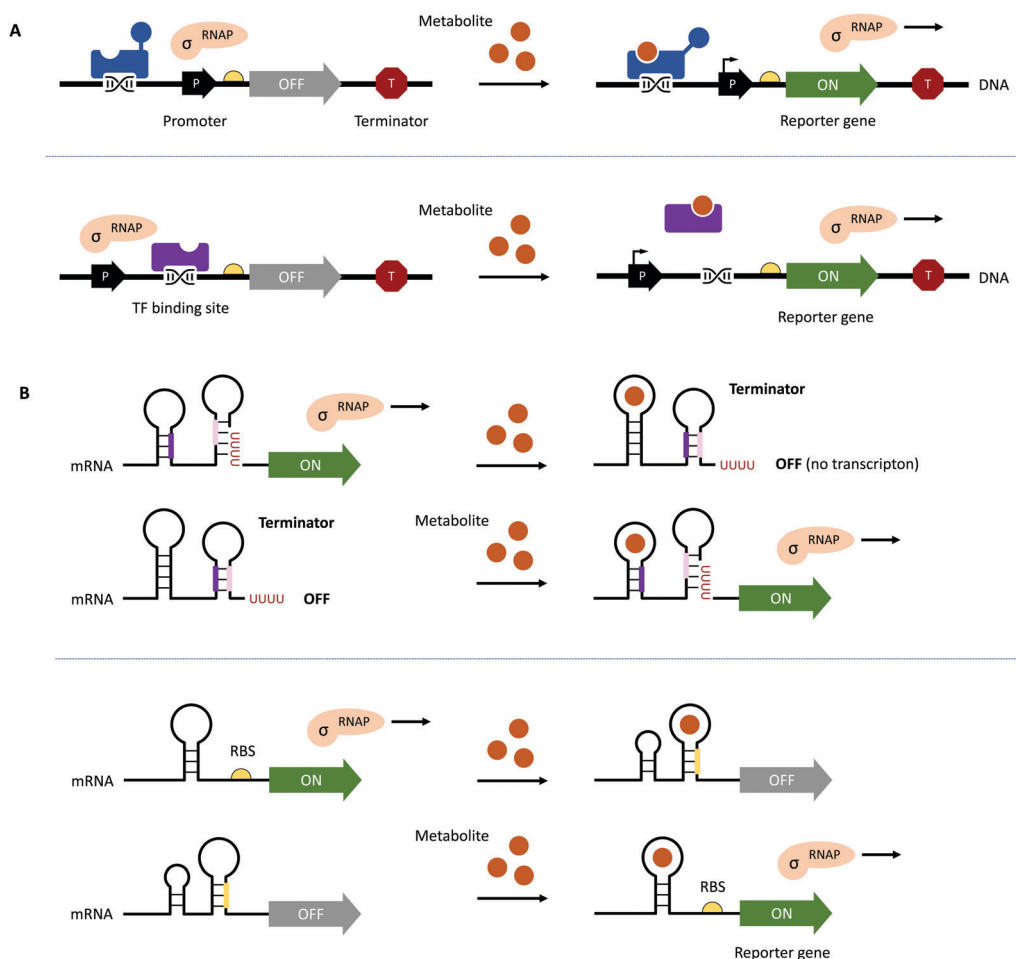 A
σ RNAP
Metabolite
σ RNAP
P
OFF
T
P
ON
T
DNA
Promoter
Terminator
Reporter gene
Metabolite
σ RNAP
σ RNAP
P
OFF
T
P
ON
T
DNA
TF binding site
Reporter gene
B
σ RNAP
Terminator
UUUU
mRNA
ON
UUUU
OFF (no transcripton)
Terminator
Metabolite
σ RNAP
UUUU
mRNA
UUUU
OFF
ON
σ RNAP
RBS
mRNA
ON
OFF
Metabolite
σ RNAP
RBS
mRNA
OFF
ON
Reporter gene